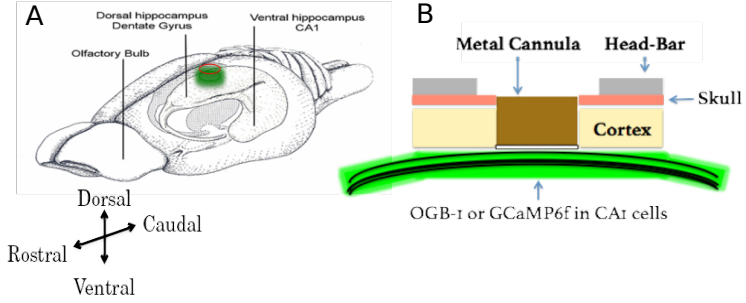 A
Dorsal hippocampus
Dentate Gyrus
Ventral hippocampus
CA1
Olfactory Bulb
Dorsal
Caudal
Rostral
Ventral
B
Metal Cannula
Head-Bar
Skull
Cortex
OGB-1 or GCaMP6f in CA1 cells